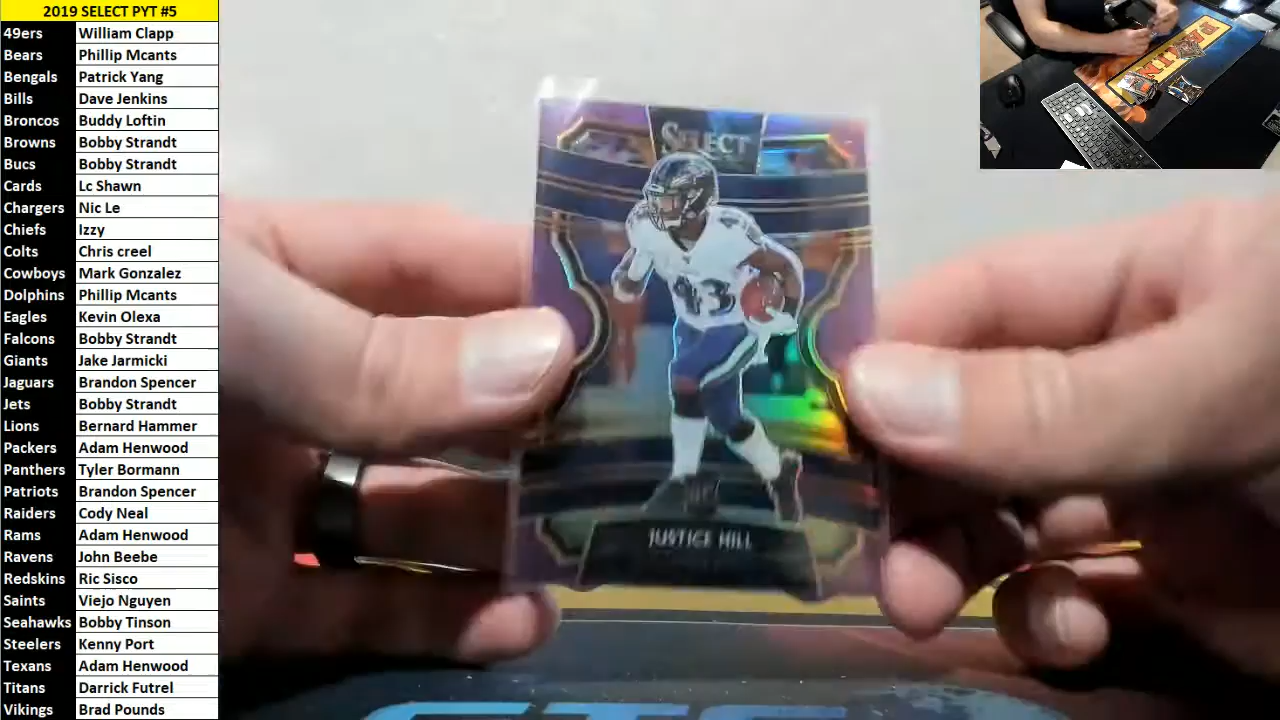 2019 SELECT PYT #5
49ers William Clapp
Bears Phillip Mcants
Bengals Patrick Yang
Bills Dave Jenkins
Broncos Buddy Loftin
Browns Bobby Strandt
Bucs Bobby Strandt
Cards Lc Shawn
Chargers Nic Le
Chiefs Izzy
Colts Chris creel
Cowboys Mark Gonzalez
Dolphins Phillip Mcants
Eagles Kevin Olexa
Falcons Bobby Strandt
Giants Jake Jarmicki
Jaguars Brandon Spencer
Jets Bobby Strandt
Lions Bernard Hammer
Packers Adam Henwood
Panthers Tyler Bormann
Patriots Brandon Spencer
Raiders Cody Neal
Rams Adam Henwood
Ravens John Beebe
Redskins Ric Sisco
Saints Viejo Nguyen
Seahawks Bobby Tinson
Steelers Kenny Port
Texans Adam Henwood
Titans Darrick Futrel
Vikings Brad Pounds
SELECT
43
JUSTICE HILL